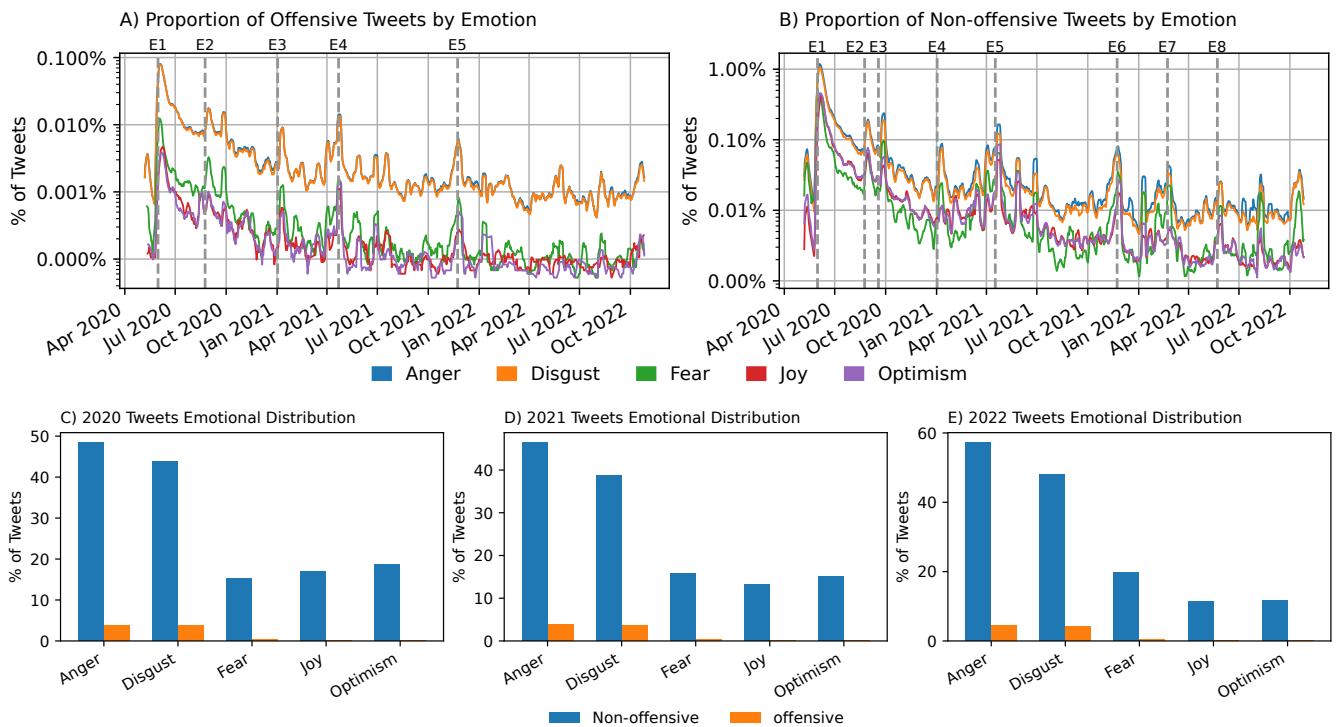 A) Proportion of Offensive Tweets by Emotion
E1 E2 E3 E4 E5
% of Tweets
0.100%
0.010%
0.001%
0.000%
Apr 2020 Jul 2020 Oct 2020 Jan 2021 Apr 2021 Jul 2021 Oct 2021 Jan 2022 Apr 2022 Jul 2022 Oct 2022
B) Proportion of Non-offensive Tweets by Emotion
E1 E2 E3 E4 E5 E6 E7 E8
% of Tweets
1.00%
0.10%
0.01%
0.00%
Apr 2020 Jul 2020 Oct 2020 Jan 2021 Apr 2021 Jul 2021 Oct 2021 Jan 2022 Apr 2022 Jul 2022 Oct 2022
Anger Disgust Fear Joy Optimism
C) 2020 Tweets Emotional Distribution
% of Tweets
50
40
30
20
10
0
Anger Disgust Fear Joy Optimism
D) 2021 Tweets Emotional Distribution
% of Tweets
40
30
20
10
0
Anger Disgust Fear Joy Optimism
E) 2022 Tweets Emotional Distribution
% of Tweets
60
40
20
0
Anger Disgust Fear Joy Optimism
Non-offensive offensive